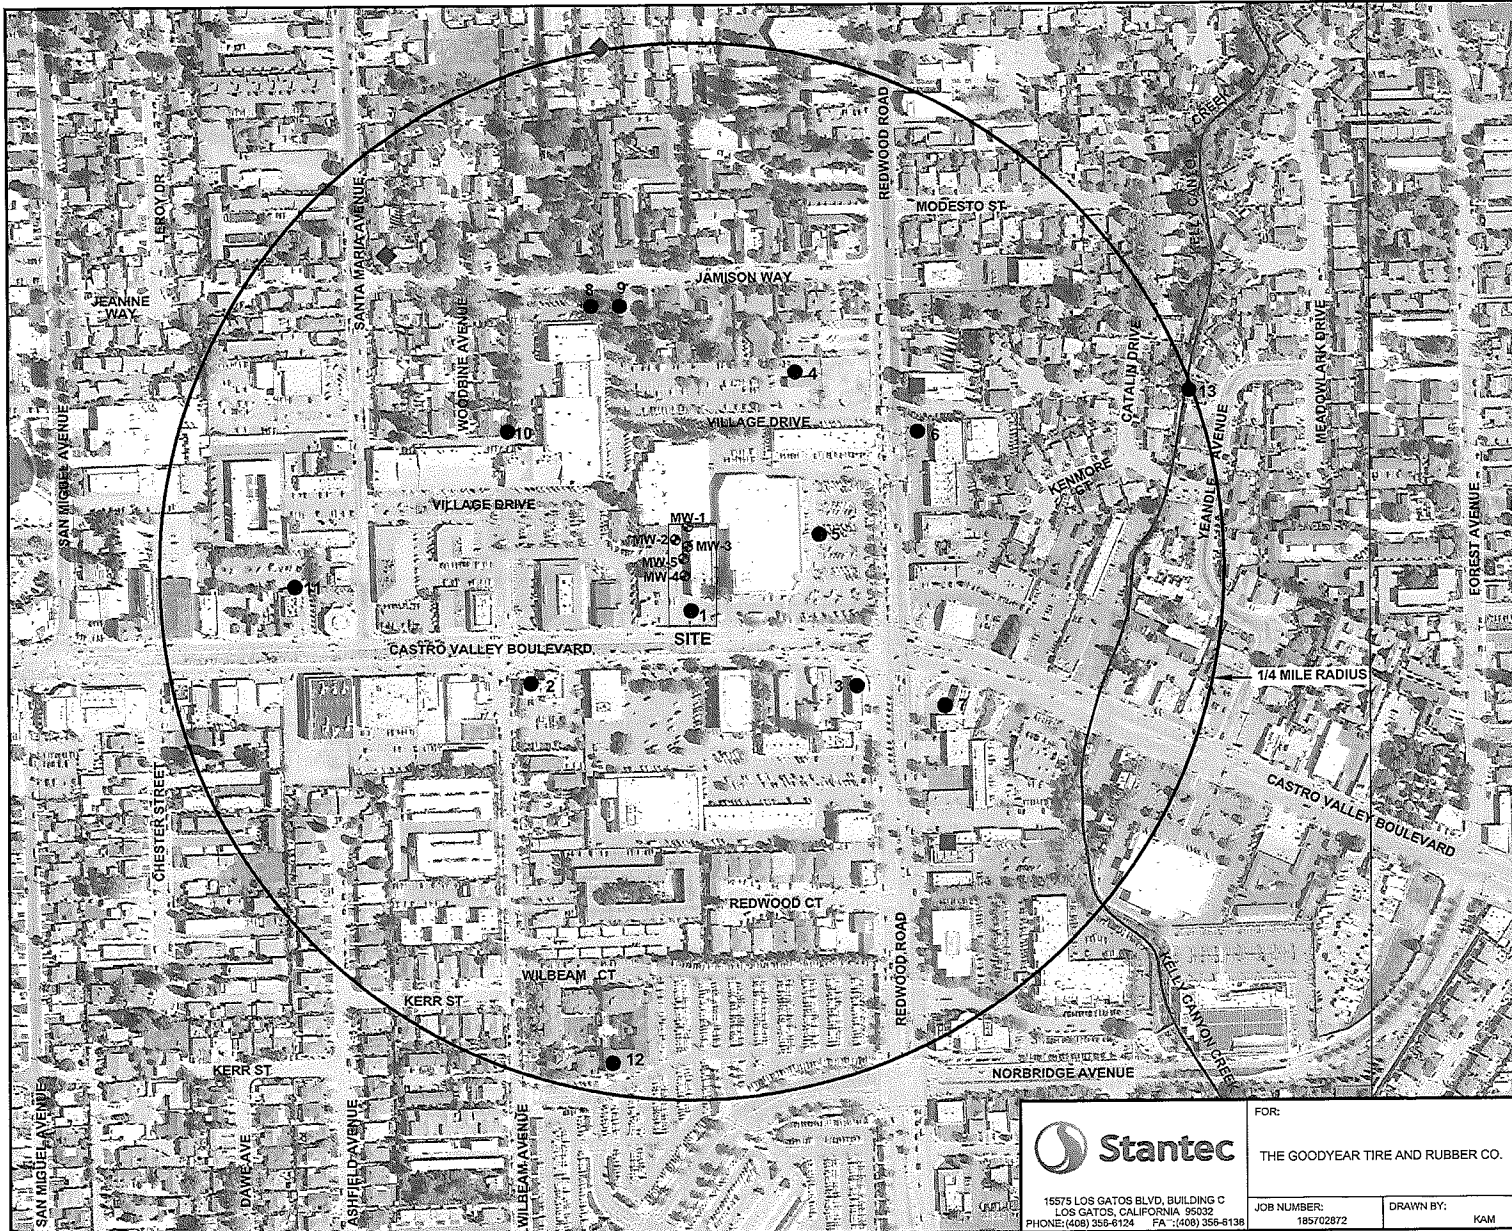 REDWOOD ROAD
CREEK
LEROY DR
SANTA MARIA AVENUE
MODESTO ST
JAMISON WAY
JEANINE
WAY
8
9
WOODBINE AVENUE
4
CATALIN DRIVE
13
MEADOWLARK DRIVE
SAN MIGUEL AVENUE
10
VILLAGE DRIVE
6
YEANDLE AVENUE
KENMORE
VILLAGE DRIVE
MW-1
MW-2
MW-3
MW-5
MW-4
5
FOREST AVENUE
11
1
SITE
CASTRO VALLEY BOULEVARD
2
3
7
1/4 MILE RADIUS
CHESTER STREET
CASTRO VALLEY BOULEVARD
REDWOOD CT
REDWOOD ROAD
WILBEAM CT
KERR ST
KELLY CANYON CREEK
12
KERR ST
NORBRIDGE AVENUE
SAN MIGUEL AVENUE
DAWE AVE
WILBEAM AVENUE
Stantec
15575 LOS GATOS BLVD, BUILDING C
LOS GATOS, CALIFORNIA 95032
PHONE:(408) 356-6124 (408) 356-6138
FOR:
THE GOODYEAR TIRE AND RUBBER CO.
JOB NUMBER:
185702872
DRAWN BY:
KAM